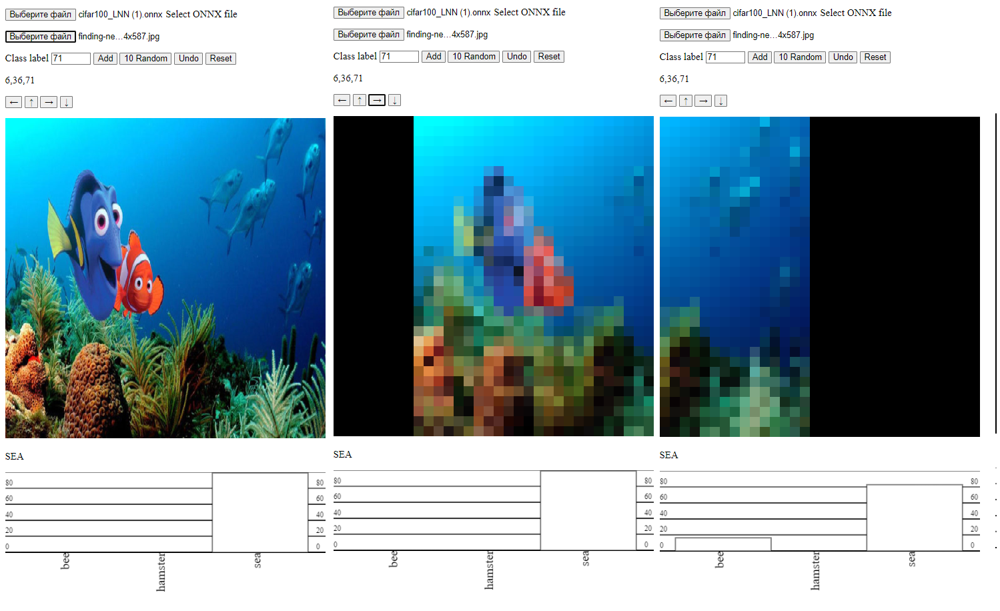 Выберите файл cifar100_LNN (1).onnx Select ONNX file
Выберите файл finding-ne...4x587.jpg
Class label 71 Add 10 Random Undo Reset
6,36,71
← ↑ → ↓
SEA
80 80
60 60
40 40
20 20
0 0
bee hamster sea
Выберите файл cifar100_LNN (1).onnx Select ONNX file
Выберите файл finding-ne...4x587.jpg
Class label 71 Add 10 Random Undo Reset
6,36,71
← ↑ → ↓
SEA
80 80
60 60
40 40
20 20
0 0
bee hamster sea
Выберите файл cifar100_LNN (1).onnx Select ONNX file
Выберите файл finding-ne...4x587.jpg
Class label 71 Add 10 Random Undo Reset
6,36,71
← ↑ → ↓
SEA
80 80
60 60
40 40
20 20
0 0
bee hamster sea